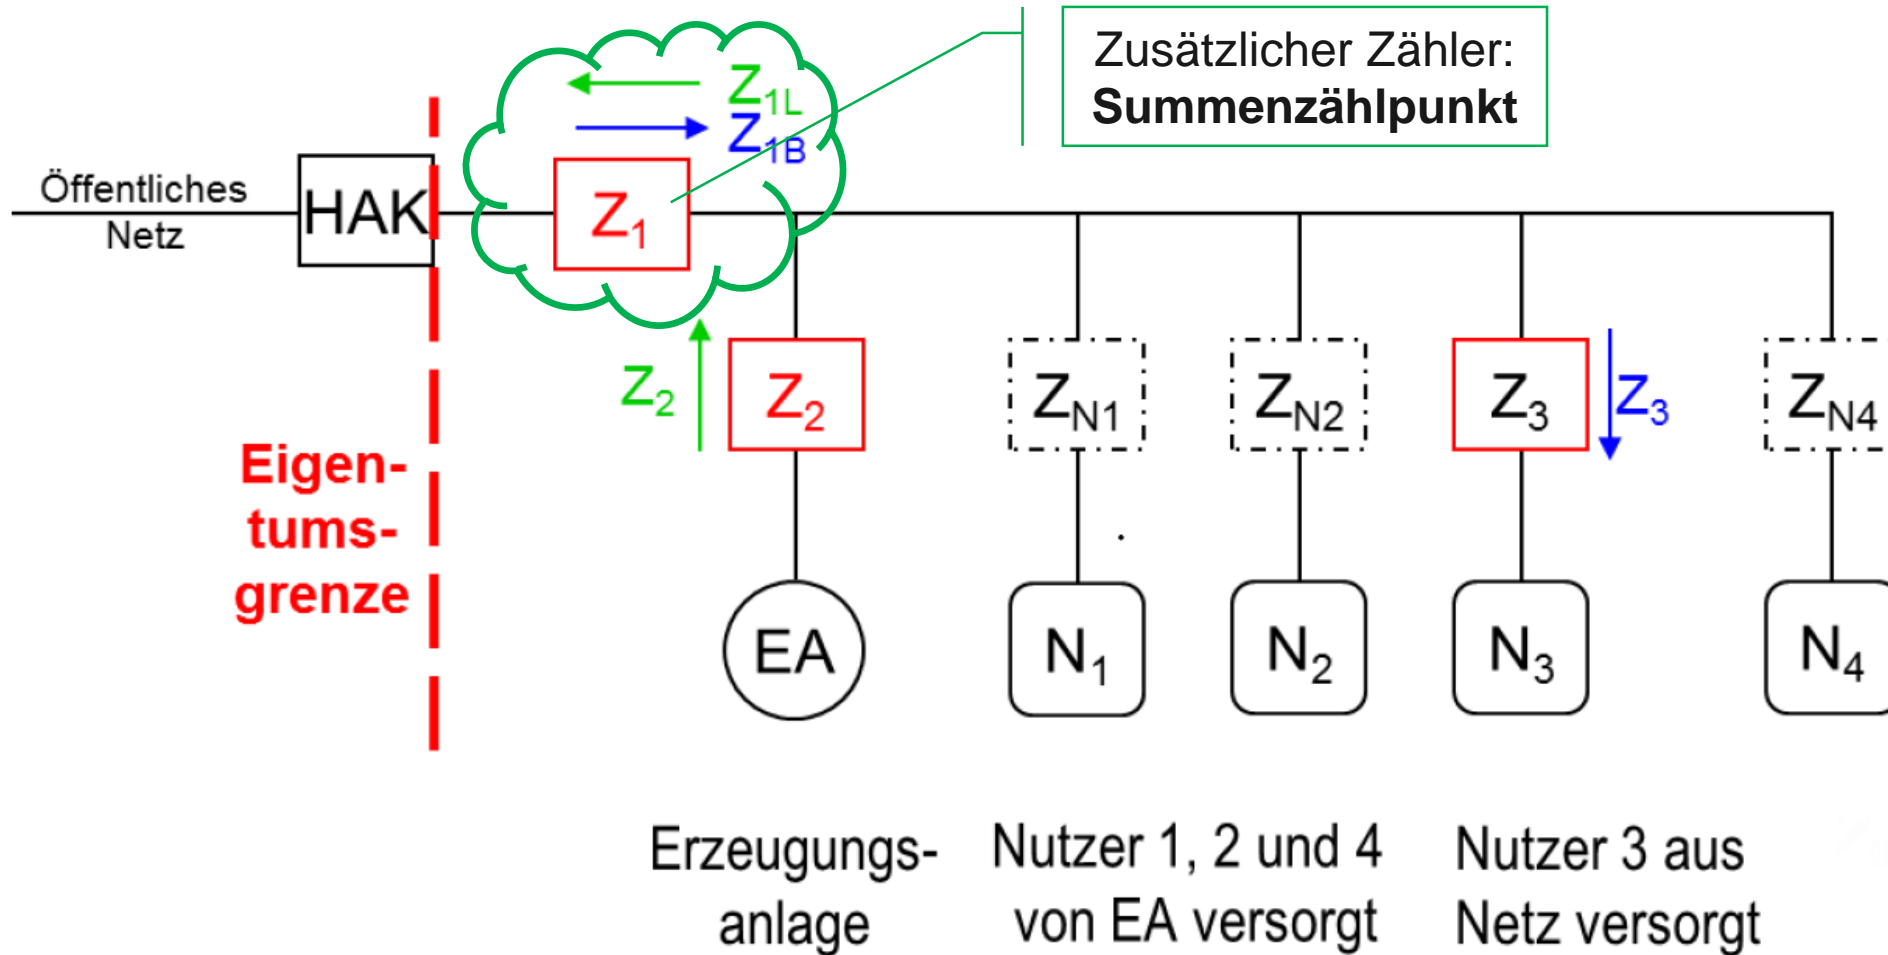 Zusätzlicher Zähler:
Summenzählpunkt
Z1L
Z1B
Öffentliches
Netz
HAK
Z1
Z2
Z2
ZN1
ZN2
Z3
Z3
ZN4
Eigen-
tums-
grenze
EA
N1
N2
N3
N4
Erzeugungs-
anlage
Nutzer 1, 2 und 4
von EA versorgt
Nutzer 3 aus
Netz versorgt